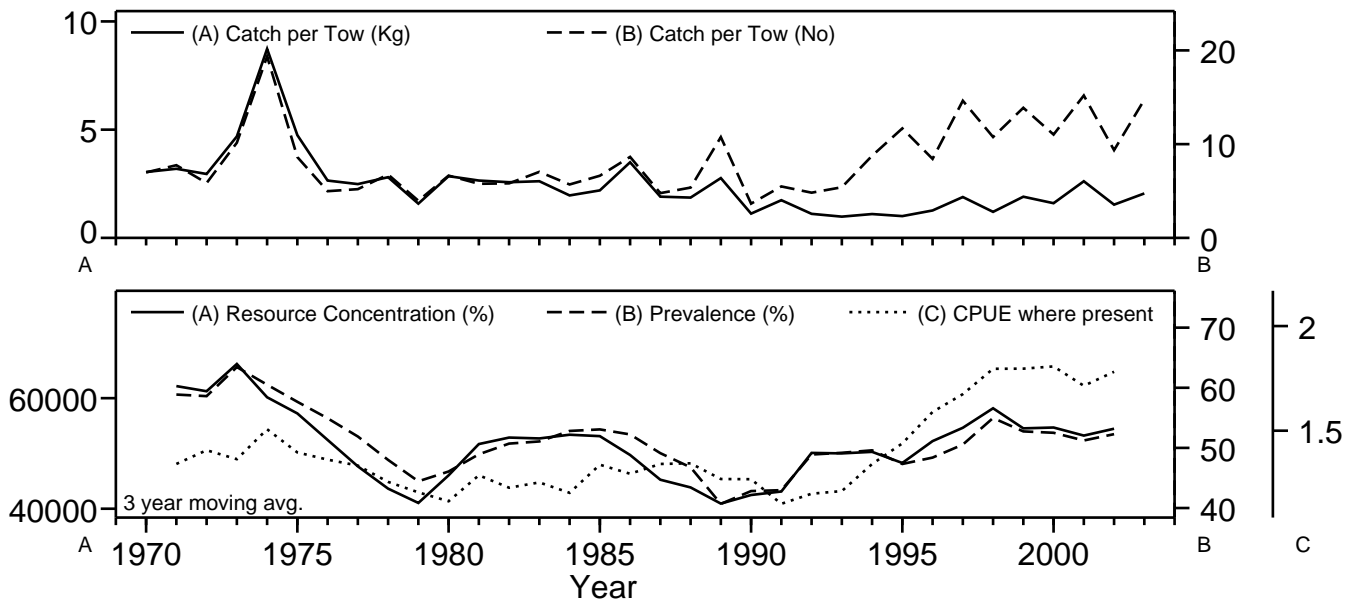 10
5
0
A
(A) Catch per Tow (Kg)
(B) Catch per Tow (No)
20
10
0
B
(A) Resource Concentration (%)
(B) Prevalence (%)
(C) CPUE where present
60000
40000
A
3 year moving avg.
70
60
50
40
B
2
1.5
C
1970 1975 1980 1985 1990 1995 2000
Year